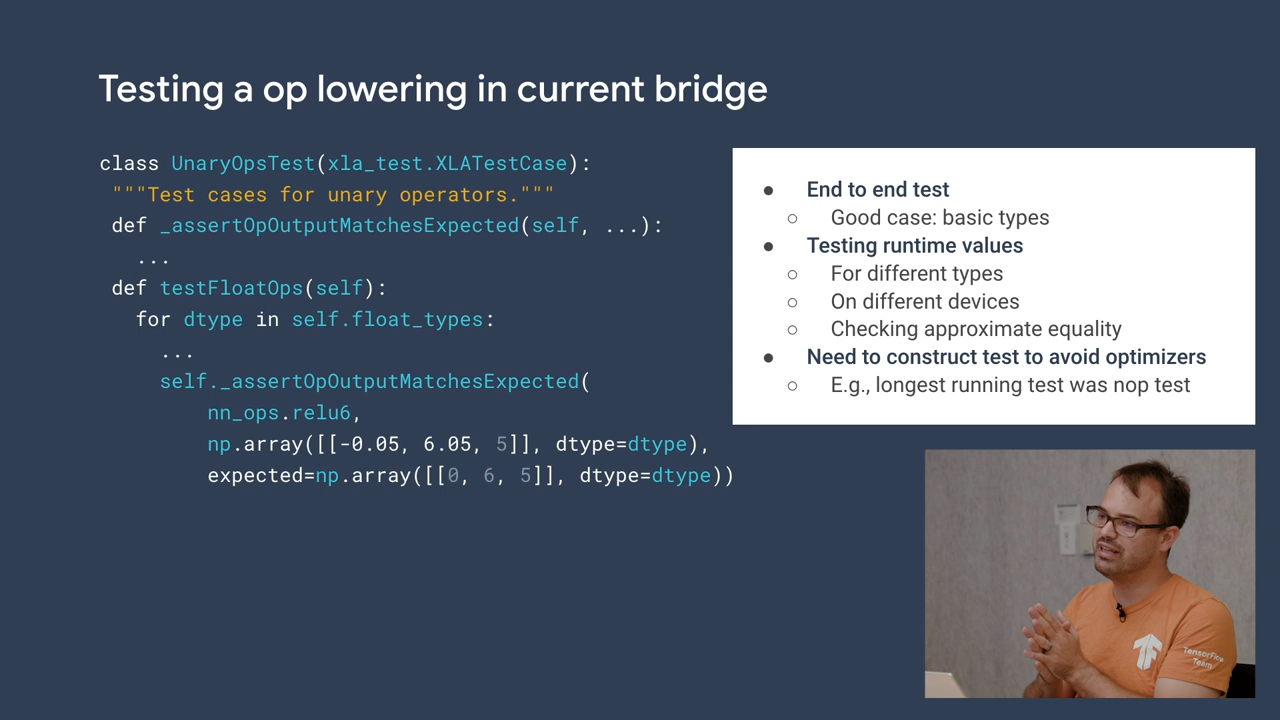 Testing a op lowering in current bridge
class UnaryOpsTest(xla_test.XLATestCase):
"""Test cases for unary operators."""
def _assertOpOutputMatchesExpected(self, ...):
...
def testFloatOps(self):
for dtype in self.float_types:
...
self._assertOpOutputMatchesExpected(
nn_ops.relu6,
np.array([[-0.05, 6.05, 5]], dtype=dtype),
expected=np.array([[0, 6, 5]], dtype=dtype))
● End to end test
○ Good case: basic types
● Testing runtime values
○ For different types
○ On different devices
○ Checking approximate equality
● Need to construct test to avoid optimizers
○ E.g., longest running test was nop test
TensorFlow
Team